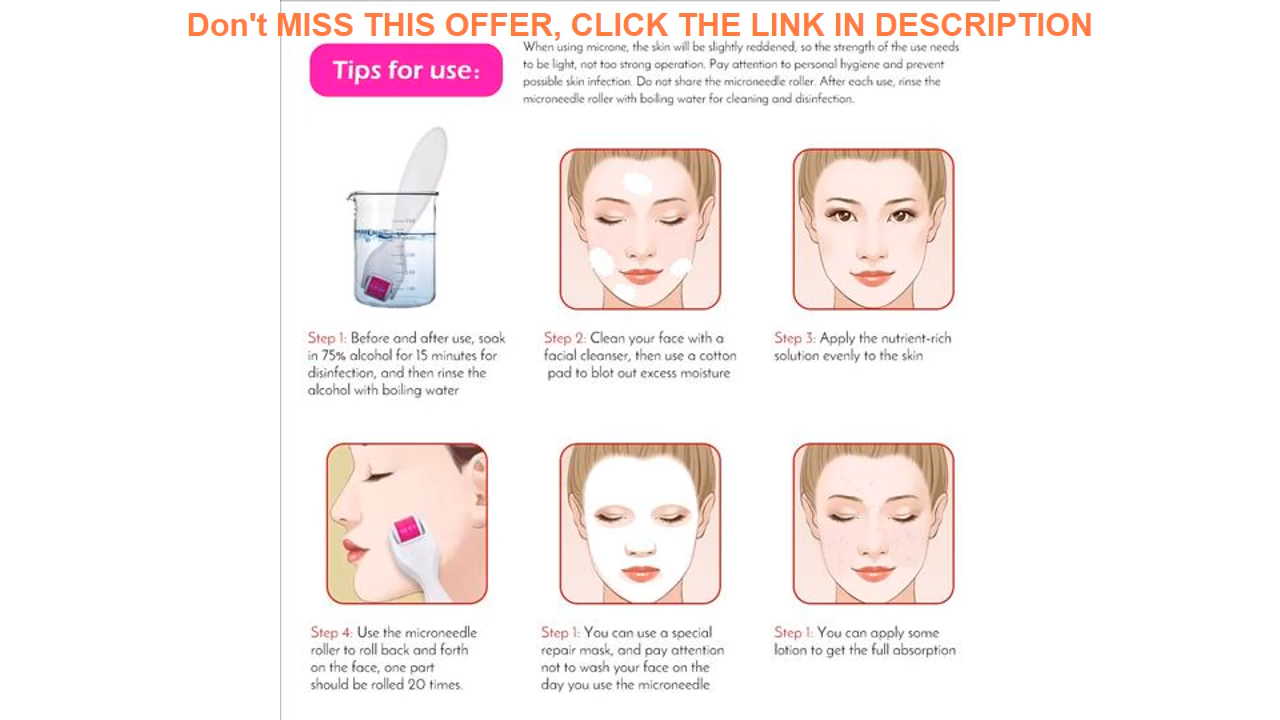 Don't MISS THIS OFFER, CLICK THE LINK IN DESCRIPTION
Tips for use:
When using microne, the skin will be slightly reddened, so the strength of the use needs
to be light, not too strong operation. Pay attention to personal hygiene and prevent
possible skin infection. Do not share the microneedle roller. After each use, rinse the
microneedle roller with boiling water for cleaning and disinfection.
Step 1: Before and after use, soak
in 75% alcohol for 15 minutes for
disinfection, and then rinse the
alcohol with boiling water
Step 2: Clean your face with a
facial cleanser, then use a cotton
pad to blot out excess moisture
Step 3: Apply the nutrient-rich
solution evenly to the skin
Step 4: Use the microneedle
roller to roll back and forth
on the face, one part
should be rolled 20 times.
Step 1: You can use a special
repair mask, and pay attention
not to wash your face on the
day you use the microneedle
Step 1: You can apply some
lotion to get the full absorption